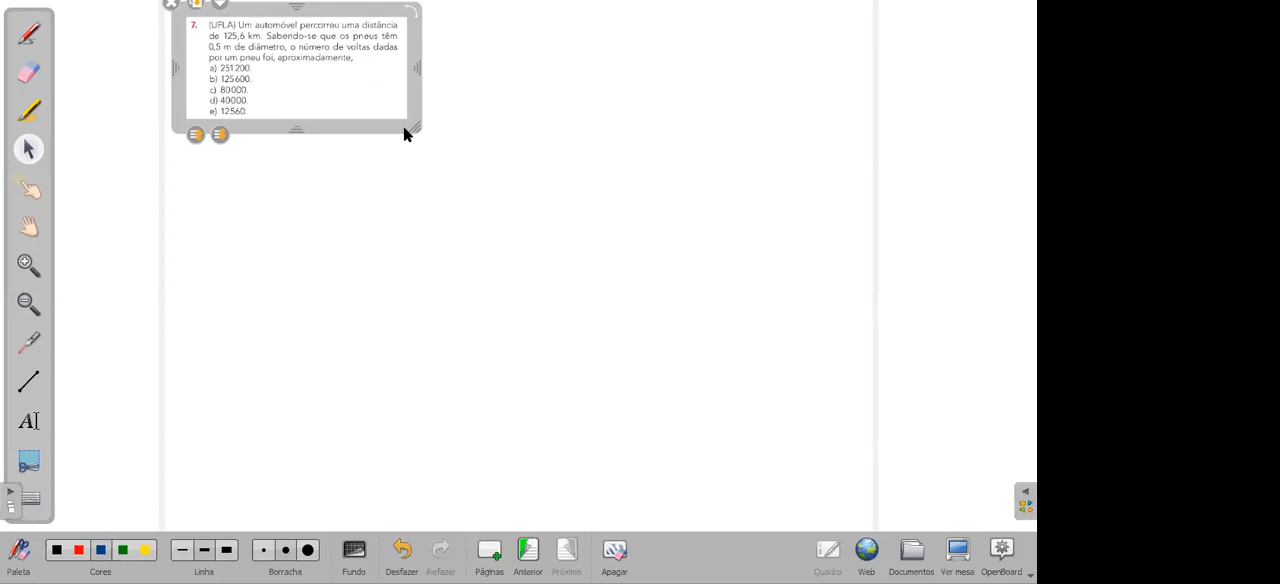 7. (UFLA) Um automóvel percorreu uma distância
de 125,6 km. Sabendo-se que os pneus têm
0,5 m de diâmetro, o número de voltas dadas
por um pneu foi, aproximadamente,
a) 251200.
b) 125600.
c) 80000.
d) 40000.
e) 12560.
A
Paleta Cores Linha Borracha Fundo Desfazer Refazer Páginas Anterior Próximo Apagar Quadro Web Documentos Ver mesa OpenBoard